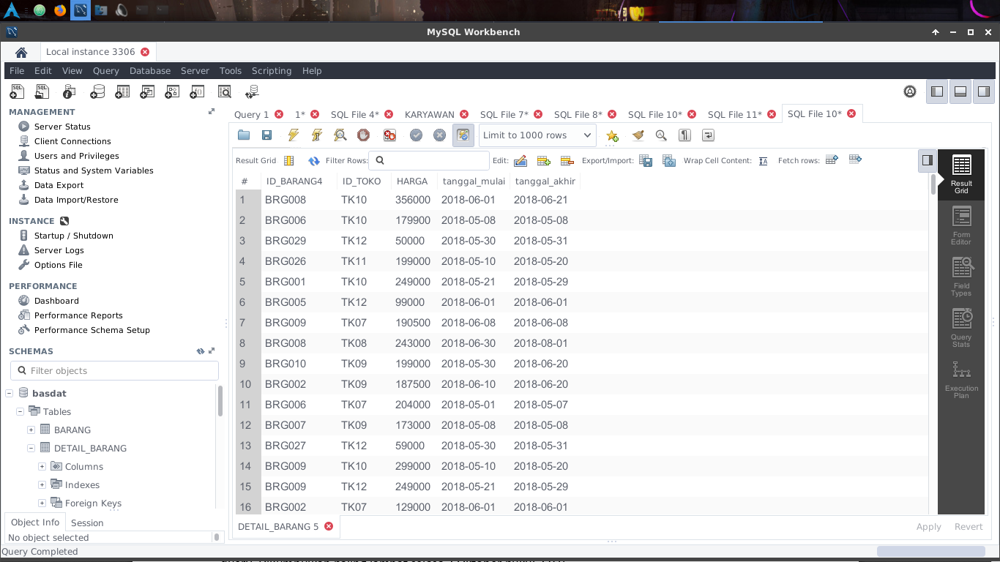 MySQL Workbench
Local instance 3306
File Edit View Query Database Server Tools Scripting Help
MANAGEMENT
Server Status
Client Connections
Users and Privileges
Status and System Variables
Data Export
Data Import/Restore
INSTANCE
Startup / Shutdown
Server Logs
Options File
PERFORMANCE
Dashboard
Performance Reports
Performance Schema Setup
SCHEMAS
Filter objects
basdat
Tables
BARANG
DETAIL_BARANG
Columns
Indexes
Foreign Keys
Object Info Session
No object selected
Query 1 1* SQL File 4* KARYAWAN SQL File 7* SQL File 8* SQL File 10* SQL File 11* SQL File 10*
Limit to 1000 rows
Result Grid Filter Rows: Edit: Export/Import: Wrap Cell Content: Fetch rows:
# ID_BARANG4 ID_TOKO HARGA tanggal_mulai tanggal_akhir
1 BRG008 TK10 356000 2018-06-01 2018-06-21
2 BRG006 TK10 179900 2018-05-08 2018-05-08
3 BRG029 TK12 50000 2018-05-30 2018-05-31
4 BRG026 TK11 199000 2018-05-10 2018-05-20
5 BRG001 TK10 249000 2018-05-21 2018-05-29
6 BRG005 TK12 99000 2018-06-01 2018-06-01
7 BRG009 TK07 190500 2018-06-08 2018-06-08
8 BRG008 TK08 243000 2018-06-30 2018-08-01
9 BRG010 TK09 199000 2018-05-30 2018-06-20
10 BRG002 TK09 187500 2018-06-10 2018-06-20
11 BRG006 TK07 204000 2018-05-01 2018-05-07
12 BRG007 TK09 173000 2018-05-08 2018-05-08
13 BRG027 TK12 59000 2018-05-30 2018-05-31
14 BRG009 TK10 299000 2018-05-10 2018-05-20
15 BRG009 TK12 249000 2018-05-21 2018-05-29
16 BRG002 TK07 129000 2018-06-01 2018-06-01
Result
Grid
Form
Editor
Field
Types
Query
Stats
Execution
Plan
DETAIL_BARANG 5
Apply Revert
Query Completed